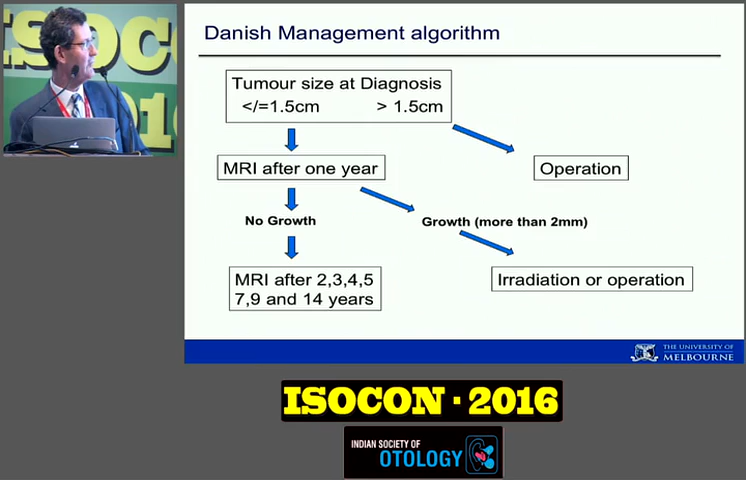 ISOCON
2016
Danish Management algorithm
Tumour size at Diagnosis
</=1.5cm > 1.5cm
MRI after one year
Operation
No Growth
Growth (more than 2mm)
MRI after 2,3,4,5
7,9 and 14 years
Irradiation or operation
THE UNIVERSITY OF
MELBOURNE
ISOCON · 2016
INDIAN SOCIETY OF
OTOLOGY